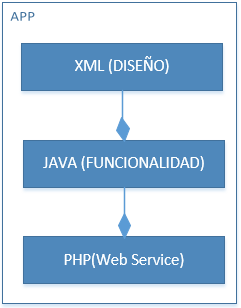 APP
XML (DISEÑO)
JAVA (FUNCIONALIDAD)
PHP(Web Service)